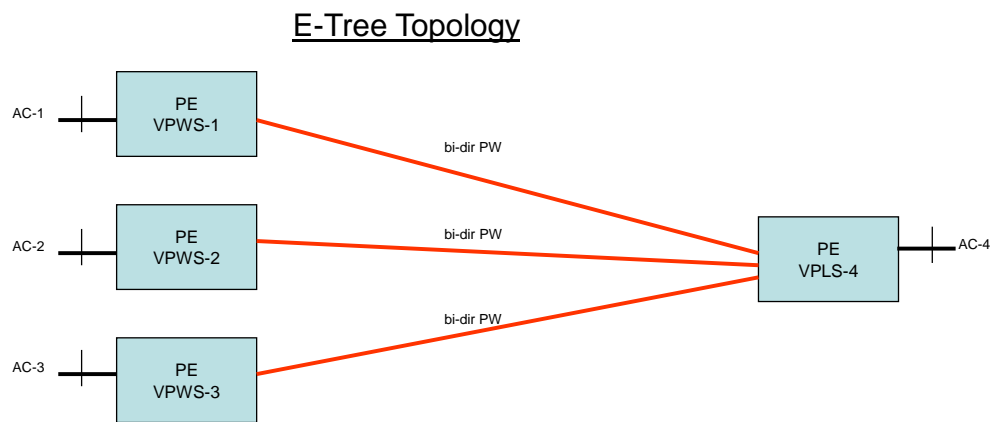 E-Tree Topology
AC-1
PE
VPWS-1
bi-dir PW
AC-2
PE
VPWS-2
bi-dir PW
PE
VPLS-4
AC-4
bi-dir PW
AC-3
PE
VPWS-3